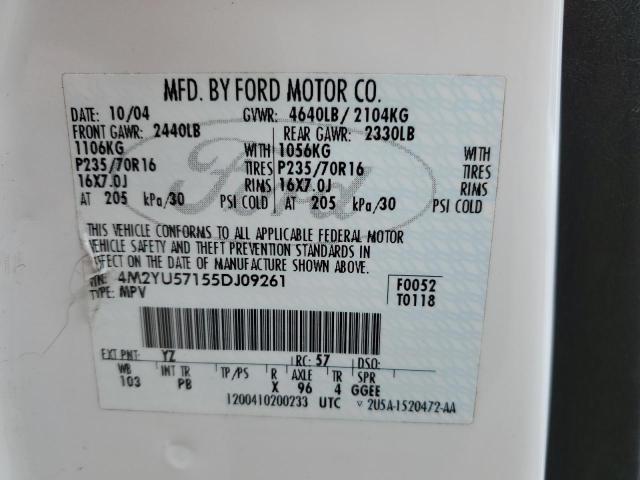 MFD. BY FORD MOTOR CO.
DATE: 10/04 GVWR: 4640LB/ 2104KG
FRONT GAWR: 2440LB REAR GAWR: 2330LB
1106KG WITH 1056KG WITH
P235/70R16 TIRES P235/70R16 TIRES
16X7.0J RIMS 16X7.0J RIMS
AT 205 kPa/30 PSI COLD AT 205 kPa/30 PSI COLD
THIS VEHICLE CONFORMS TO ALL APPLICABLE FEDERAL MOTOR
VEHICLE SAFETY AND THEFT PREVENTION STANDARDS IN
EFFECT ON THE DATE OF MANUFACTURE SHOWN ABOVE.
VIN: 4M2YU57155DJ09261 F0052
TYPE: MPV T0118
EXT PNT: YZ RC: 57 DSO:
WB INT TR TP/PS R AXLE TR SPR
103 PB X 96 4 GGEE
1200410200233 UTC 2U5A-1520472-AA
Ford